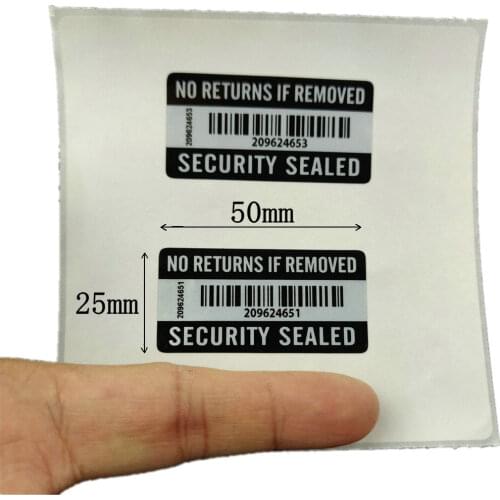 NO RETURNS IF REMOVED
209624653
209624653
SECURITY SEALED
50mm
NO RETURNS IF REMOVED
25mm
209624651
209624651
SECURITY SEALED